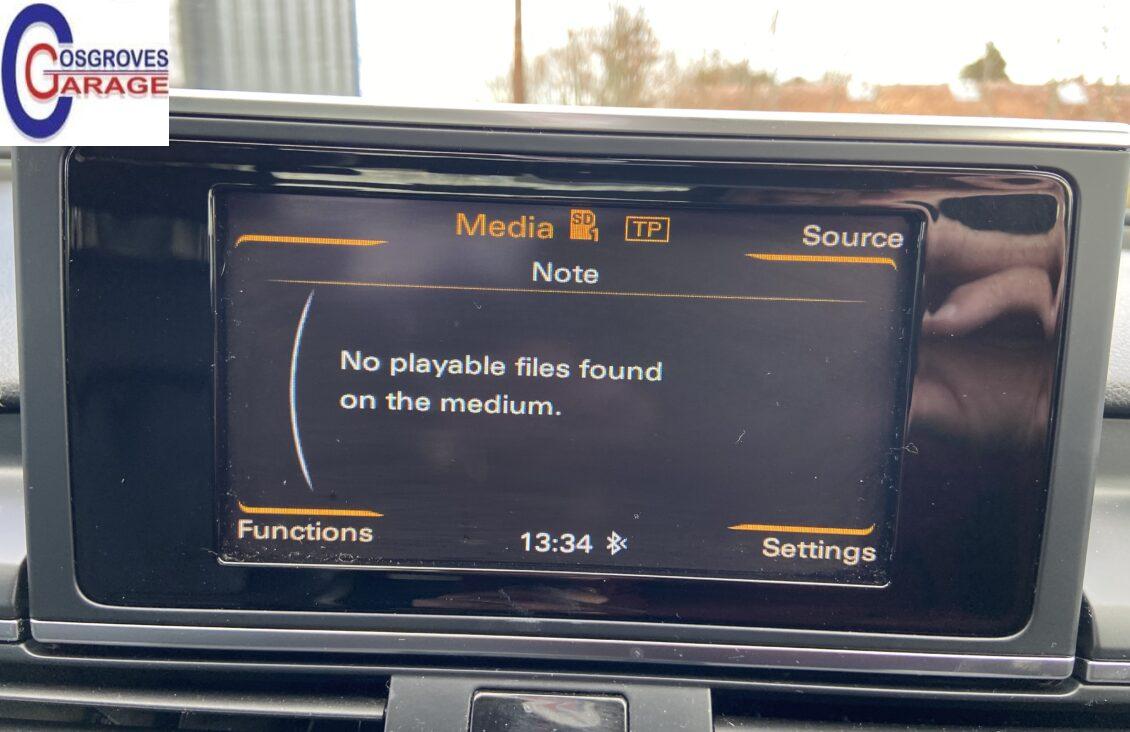 COSGROVES
GARAGE
Media SD 1 TP
Source
Note
No playable files found
on the medium.
Functions
13:34
Settings